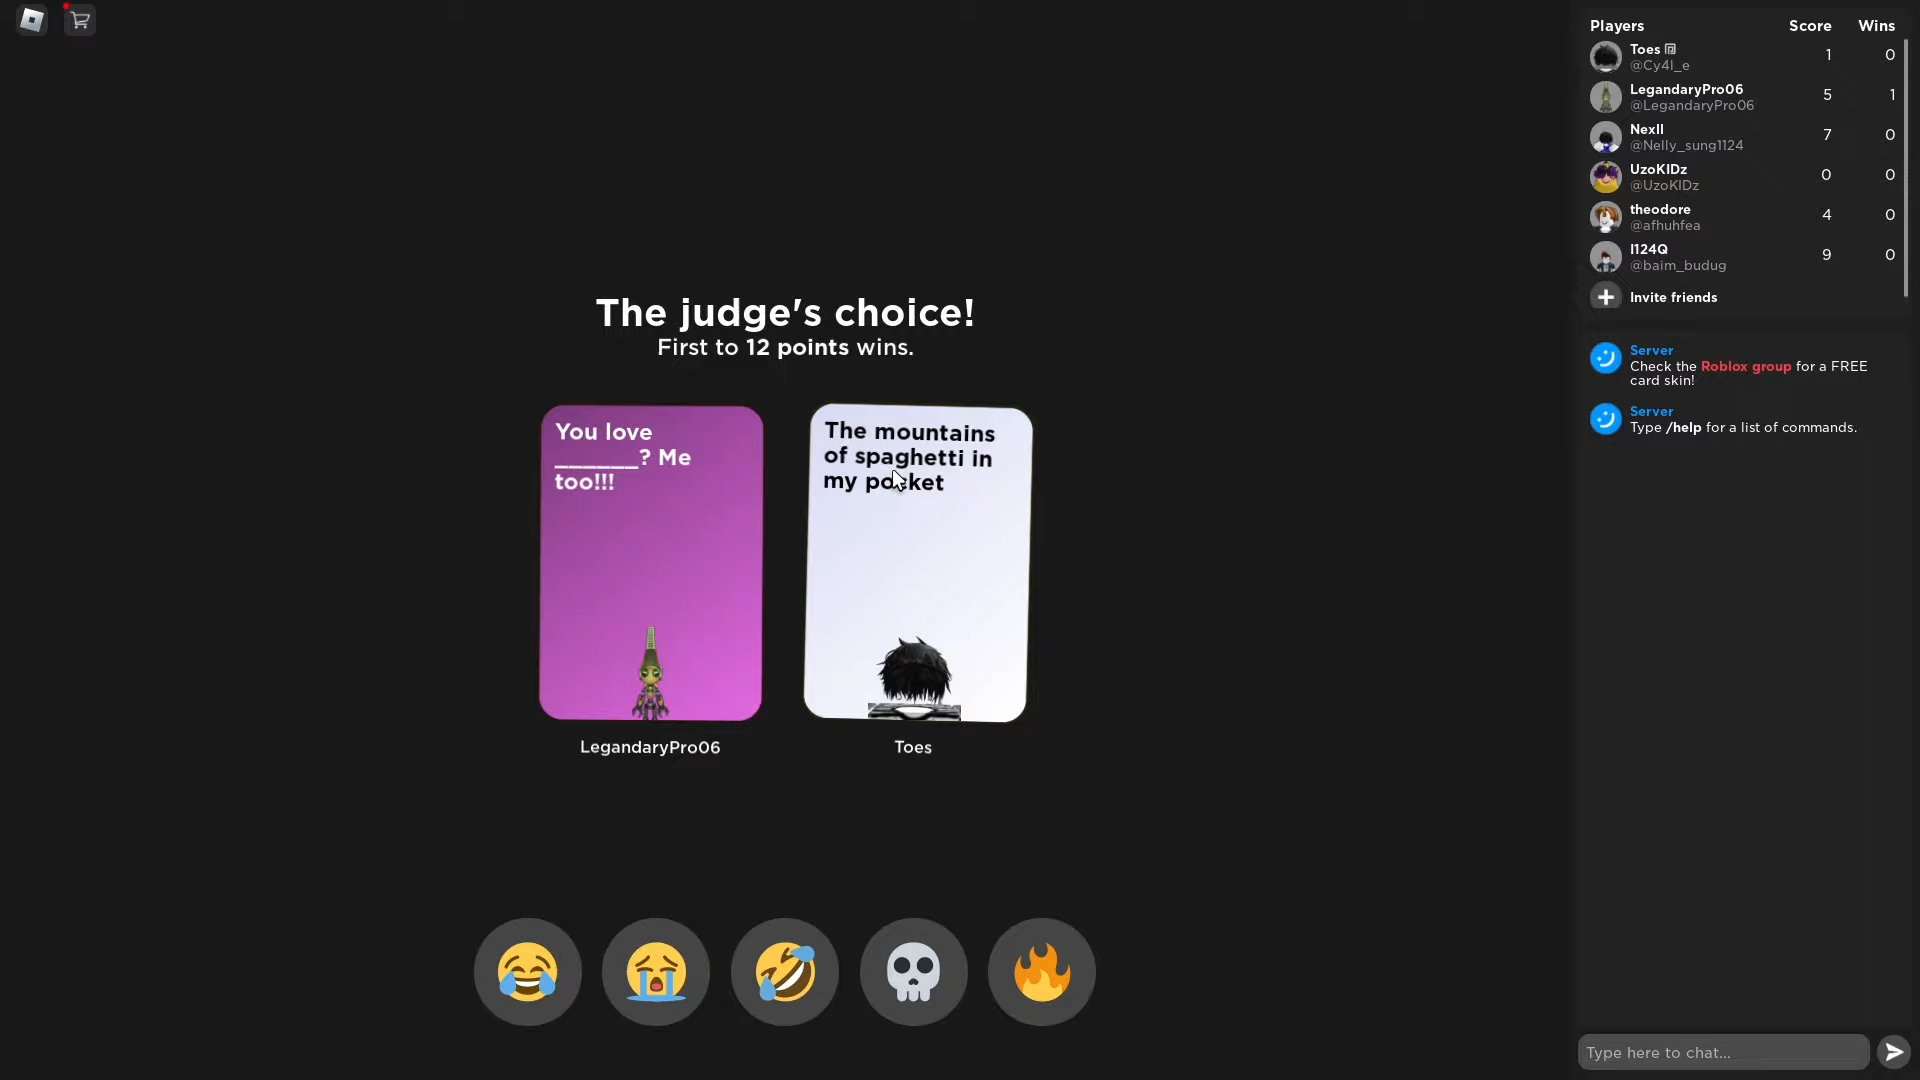 The judge's choice!
First to 12 points wins.
You love
______? Me
too!!!
LegandaryPro06
The mountains
of spaghetti in
my pocket
Toes
Players Score Wins
Toes 1 0
@Cy4l_e
LegandaryPro06 5 1
@LegandaryPro06
Nexll 7 0
@Nelly_sung1124
UzoKIDz 0 0
@UzoKIDz
theodore 4 0
@afhuhfea
I124Q 9 0
@baim_budug
Invite friends
Server
Check the Roblox group for a FREE
card skin!
Server
Type /help for a list of commands.
Type here to chat...